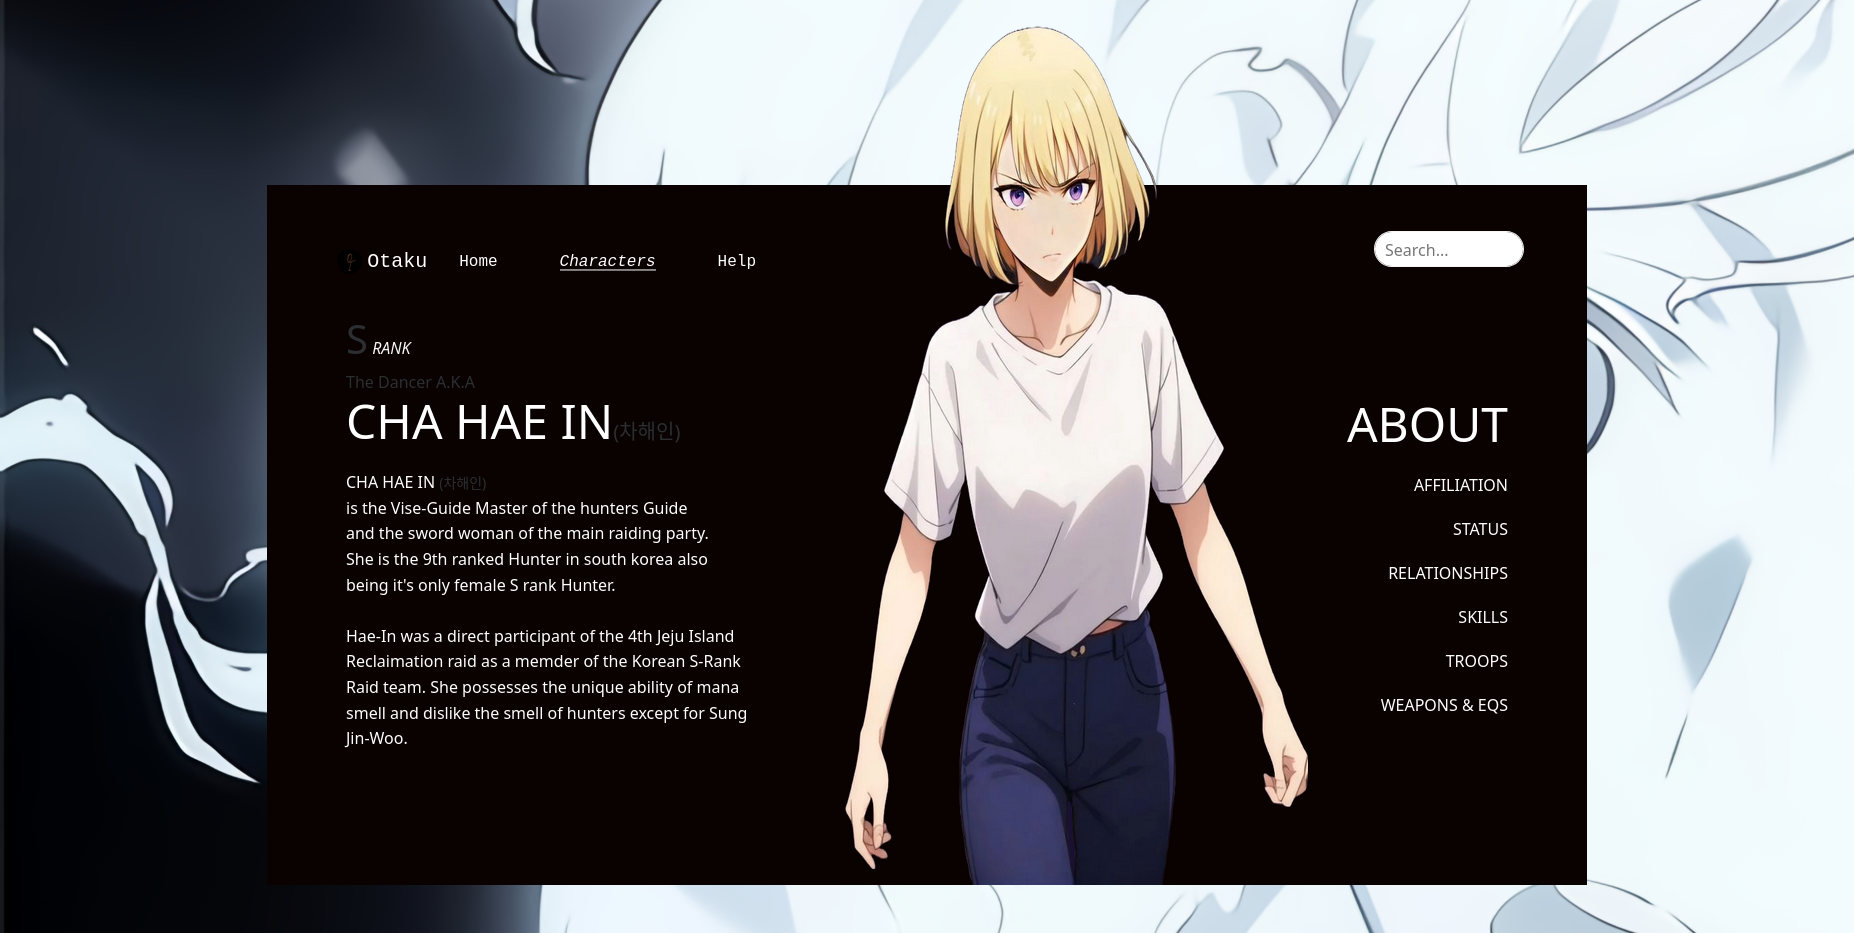 Otaku Home Characters Help Search...
S RANK
The Dancer A.K.A
CHA HAE IN(차해인)
CHA HAE IN (차해인)
is the Vise-Guide Master of the hunters Guide
and the sword woman of the main raiding party.
She is the 9th ranked Hunter in south korea also
being it's only female S rank Hunter.
Hae-In was a direct participant of the 4th Jeju Island
Reclaimation raid as a memder of the Korean S-Rank
Raid team. She possesses the unique ability of mana
smell and dislike the smell of hunters except for Sung
Jin-Woo.
ABOUT
AFFILIATION
STATUS
RELATIONSHIPS
SKILLS
TROOPS
WEAPONS & EQS